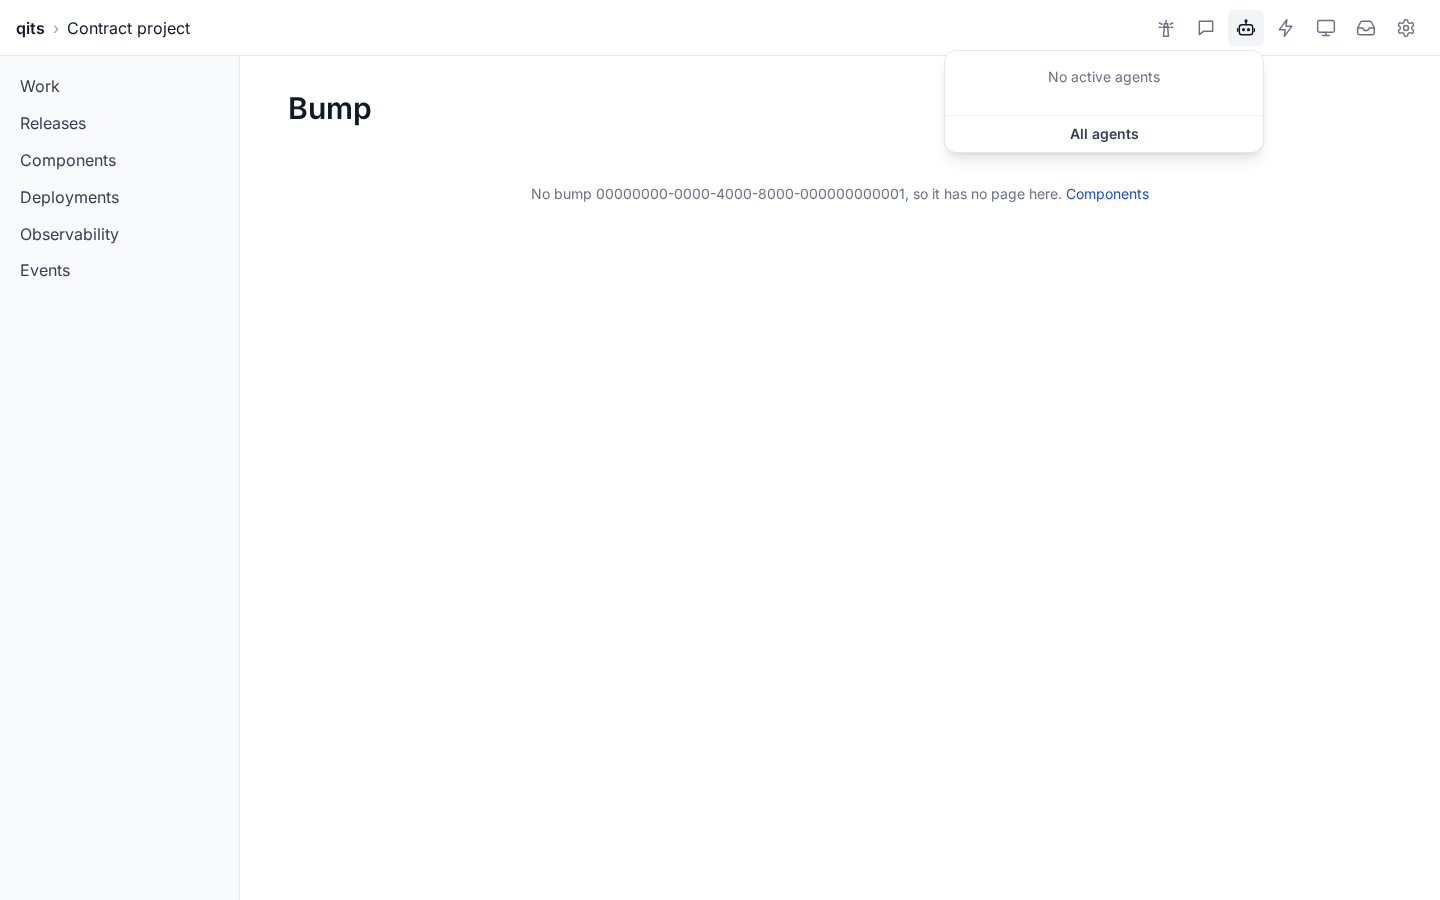 qits › Contract project
No active agents
All agents
Work
Releases
Components
Deployments
Observability
Events
Bump
No bump 00000000-0000-4000-8000-000000000001, so it has no page here. Components